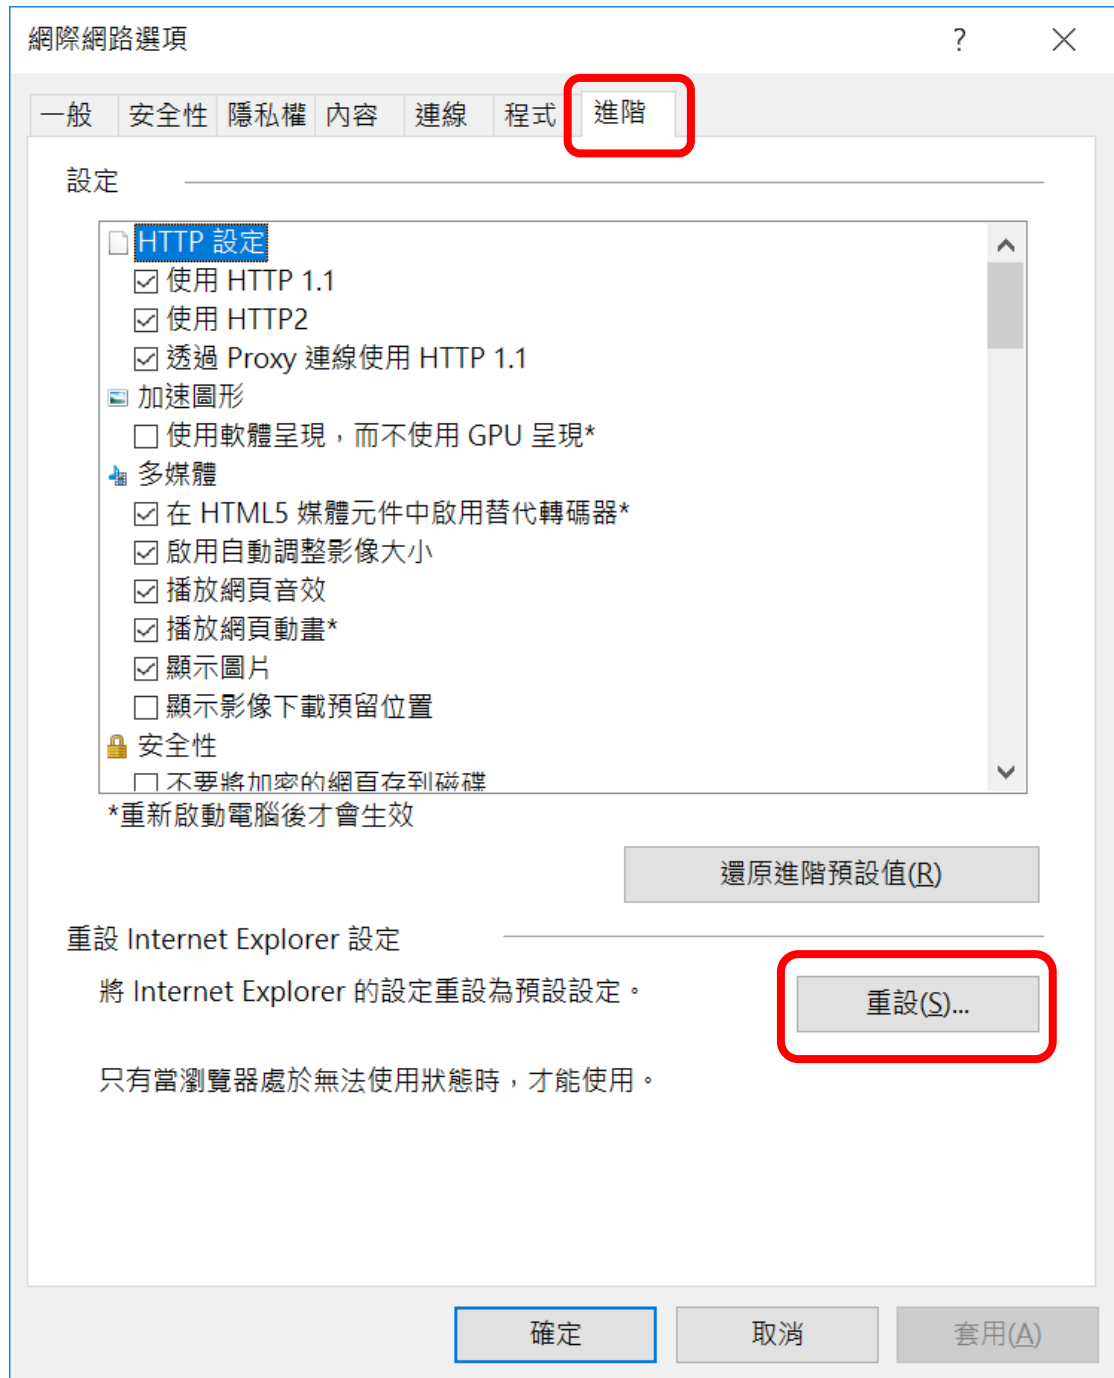 網際網路選項 ?
一般 安全性 隱私權 內容 連線 程式 進階
設定
HTTP 設定
使用 HTTP 1.1
使用 HTTP2
透過 Proxy 連線使用 HTTP 1.1
加速圖形
使用軟體呈現，而不使用 GPU 呈現*
多媒體
在 HTML5 媒體元件中啟用替代轉碼器*
啟用自動調整影像大小
播放網頁音效
播放網頁動畫*
顯示圖片
顯示影像下載預留位置
安全性
不要將加密的網頁存到磁碟
*重新啟動電腦後才會生效
還原進階預設值(R)
重設 Internet Explorer 設定
將 Internet Explorer 的設定重設為預設設定。
重設(S)...
只有當瀏覽器處於無法使用狀態時，才能使用。
確定 取消 套用(A)